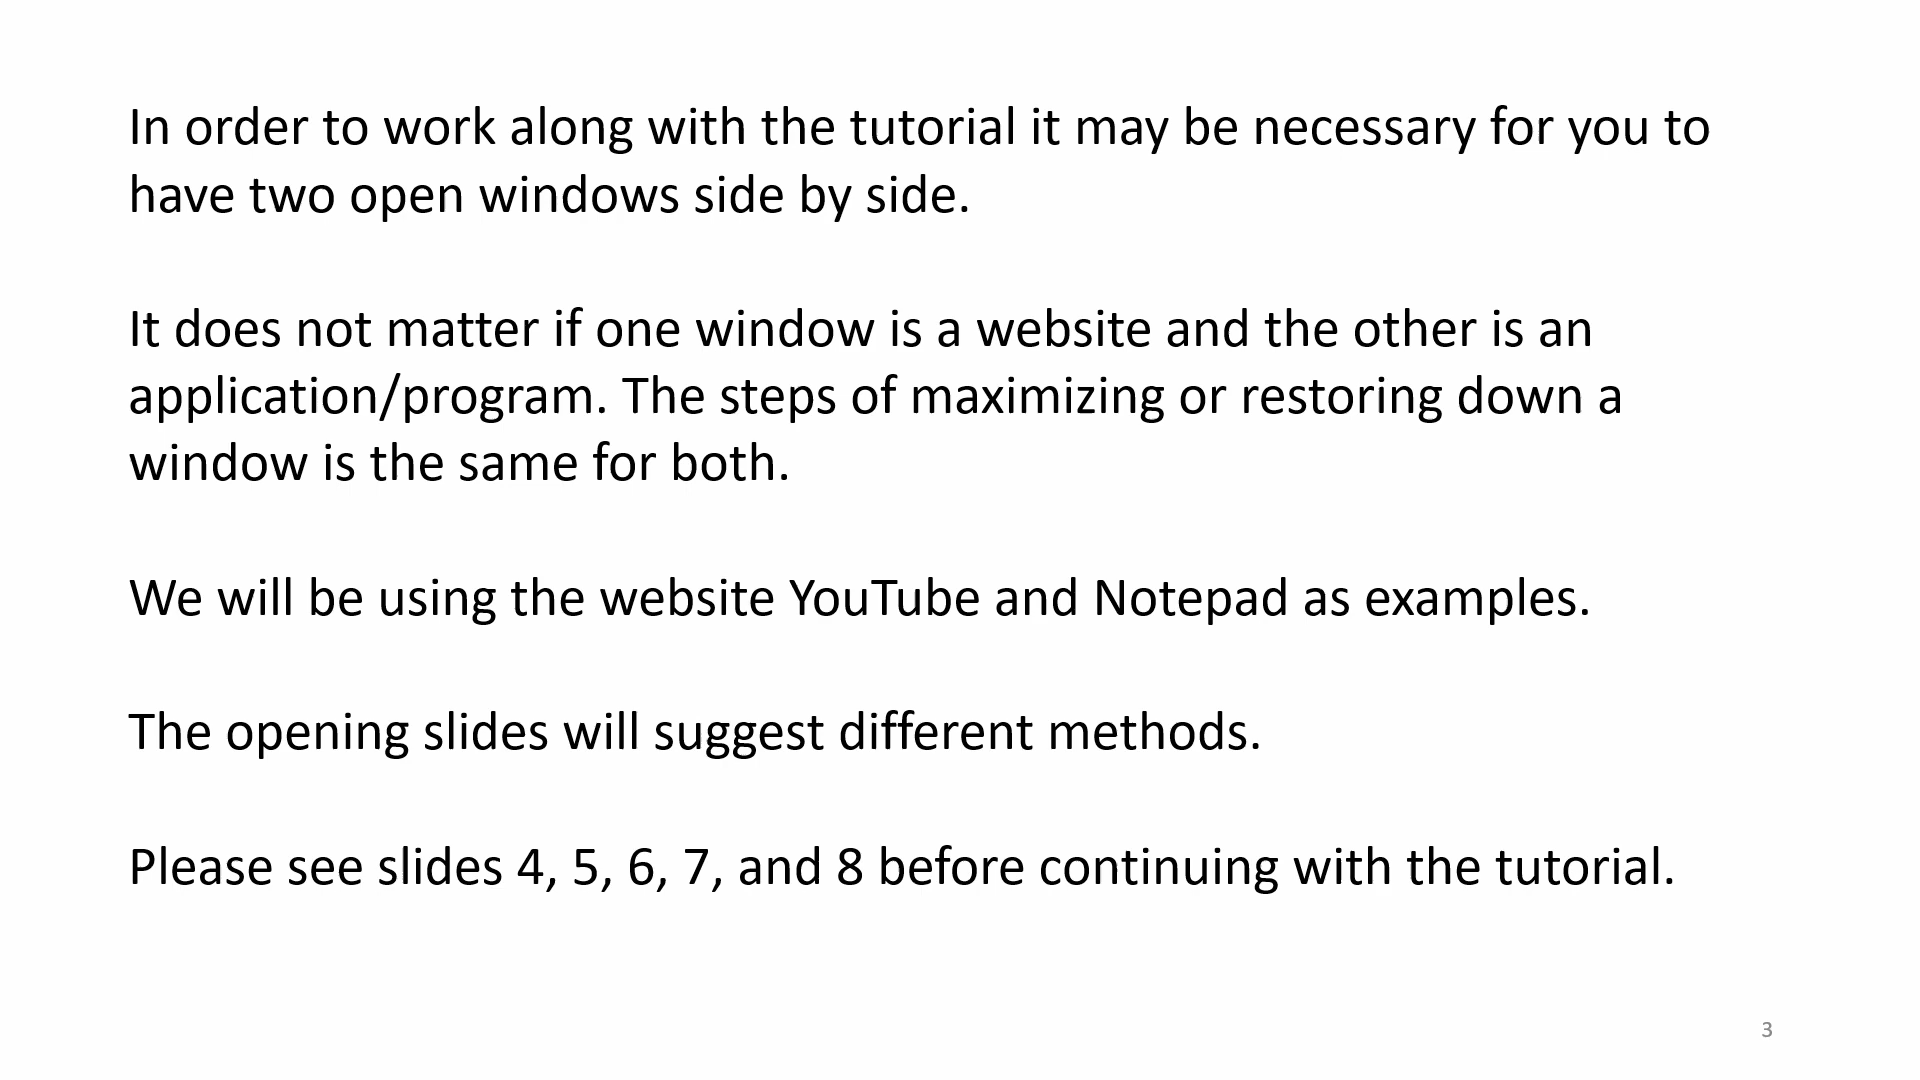 In order to work along with the tutorial it may be necessary for you to
have two open windows side by side.
It does not matter if one window is a website and the other is an
application/program. The steps of maximizing or restoring down a
window is the same for both.
We will be using the website YouTube and Notepad as examples.
The opening slides will suggest different methods.
Please see slides 4, 5, 6, 7, and 8 before continuing with the tutorial.
3